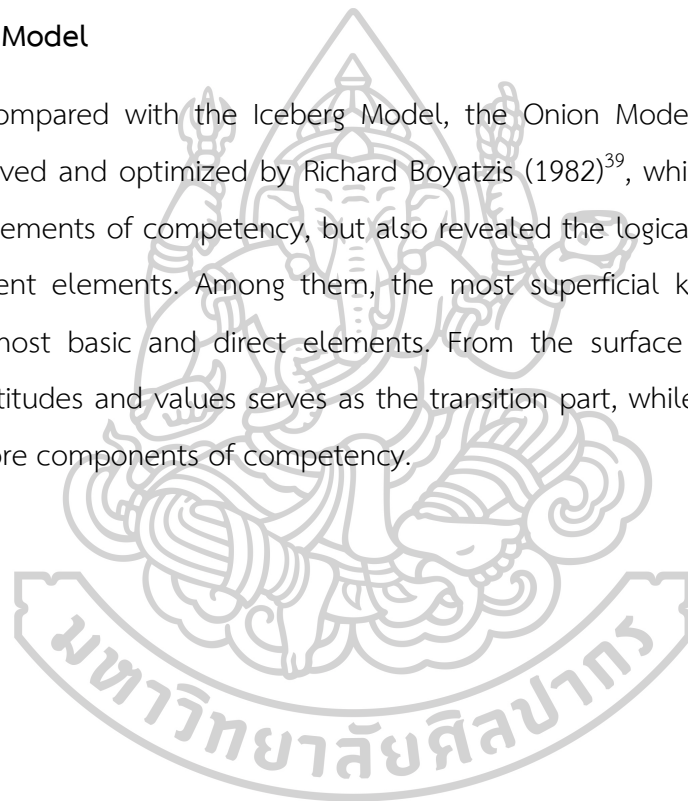 Model
ompared with the Iceberg Model, the Onion Mode
ved and optimized by Richard Boyatzis (1982)39, whi
ements of competency, but also revealed the logica
ent elements. Among them, the most superficial k
most basic and direct elements. From the surface
titudes and values serves as the transition part, while
ore components of competency.
มหาวิทยาลัยศิลปากร